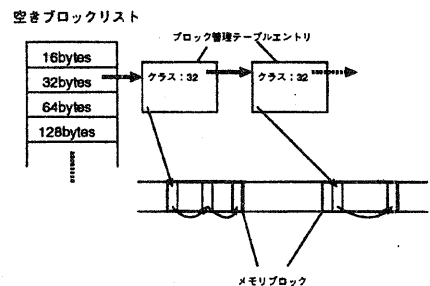 空きブロックリスト
ブロック管理テーブルエントリ
16bytes
32bytes
64bytes
128bytes
クラス：32
クラス：32
メモリブロック